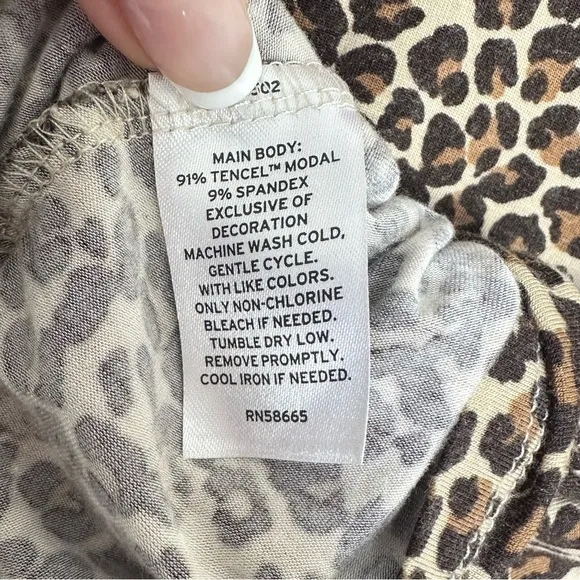 MAIN BODY:
91% TENCEL™ MODAL
9% SPANDEX
EXCLUSIVE OF
DECORATION
MACHINE WASH COLD,
GENTLE CYCLE.
WITH LIKE COLORS.
ONLY NON-CHLORINE
BLEACH IF NEEDED.
TUMBLE DRY LOW.
REMOVE PROMPTLY.
COOL IRON IF NEEDED.
RN58665